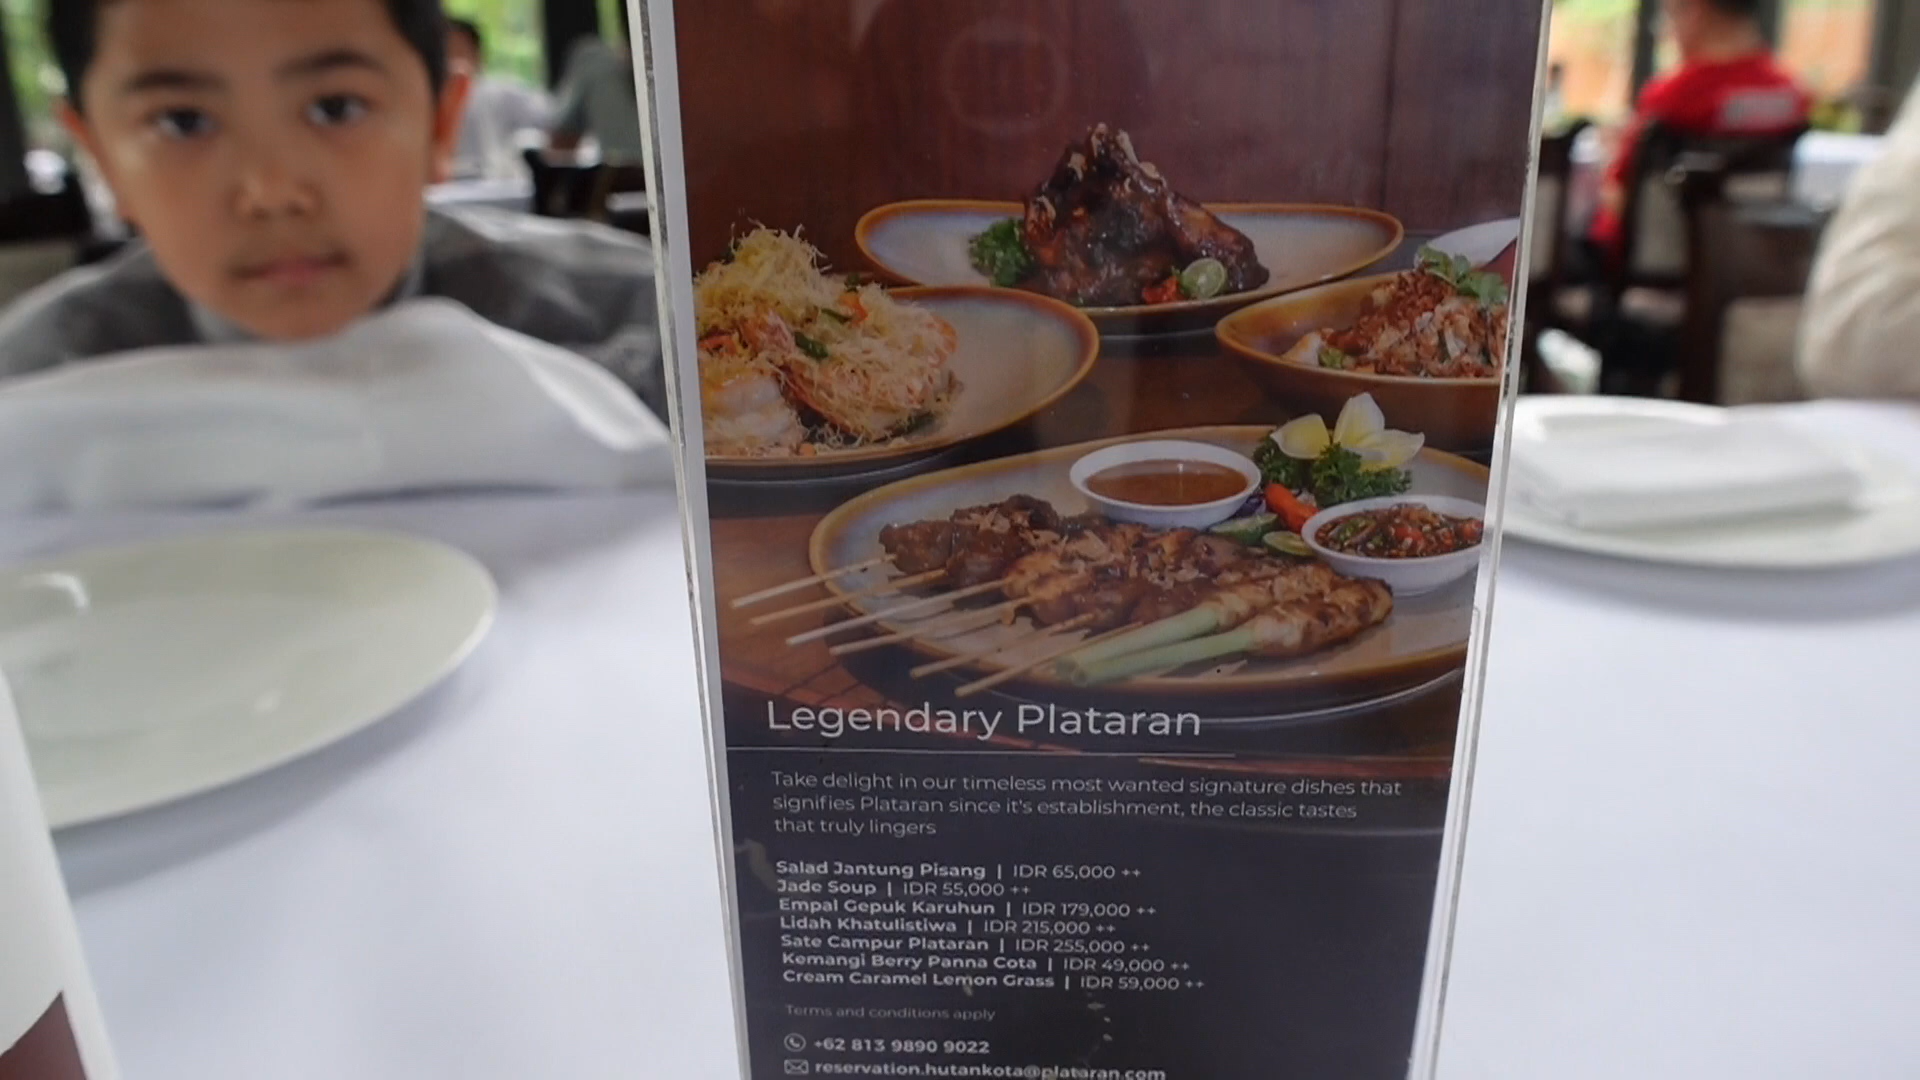 Legendary Plataran
Take delight in our timeless most wanted signature dishes that
signifies Plataran since it's establishment, the classic tastes
that truly lingers
Salad Jantung Pisang | IDR 65,000 ++
Jade Soup | IDR 55,000 ++
Empal Gepuk Karuhun | IDR 179,000 ++
Lidah Khatulistiwa | IDR 215,000 ++
Sate Campur Plataran | IDR 255,000 ++
Kemangi Berry Panna Cota | IDR 49,000 ++
Cream Caramel Lemon Grass | IDR 59,000 ++
Terms and conditions apply
+62 813 9890 9022
reservation.hutankota@plataran.com